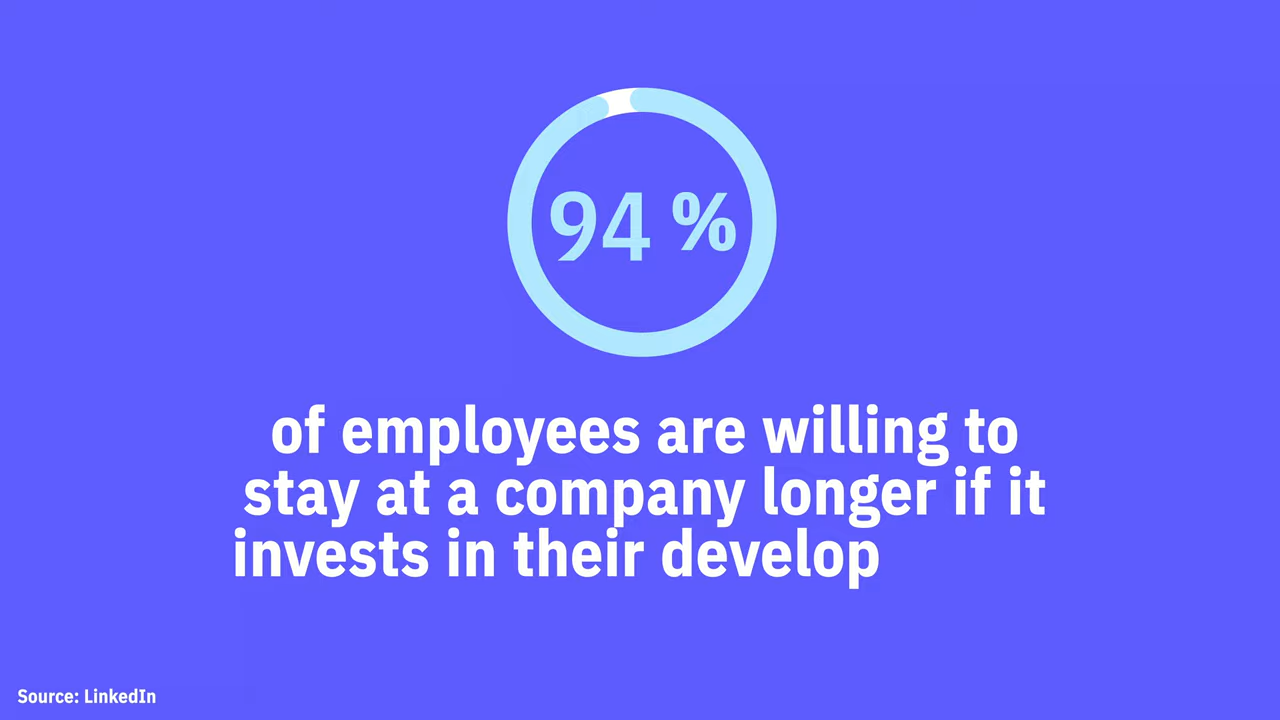 94 %
of employees are willing to
stay at a company longer if it
invests in their develop
Source: LinkedIn